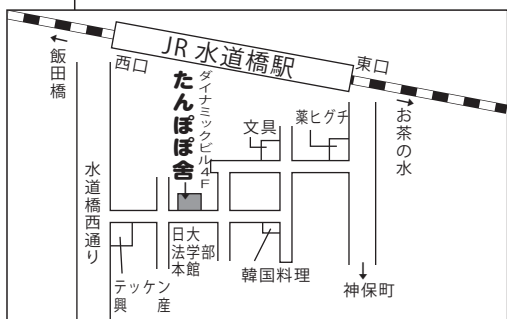 JR 水道橋駅
西口
東口
←
飯田橋
→
お茶の水
ダイナミックビル4F
たんぽぽ舎
文具
薬ヒグチ
水道橋西通り
日大
法学部
本館
韓国料理
テッケン
興産
神保町